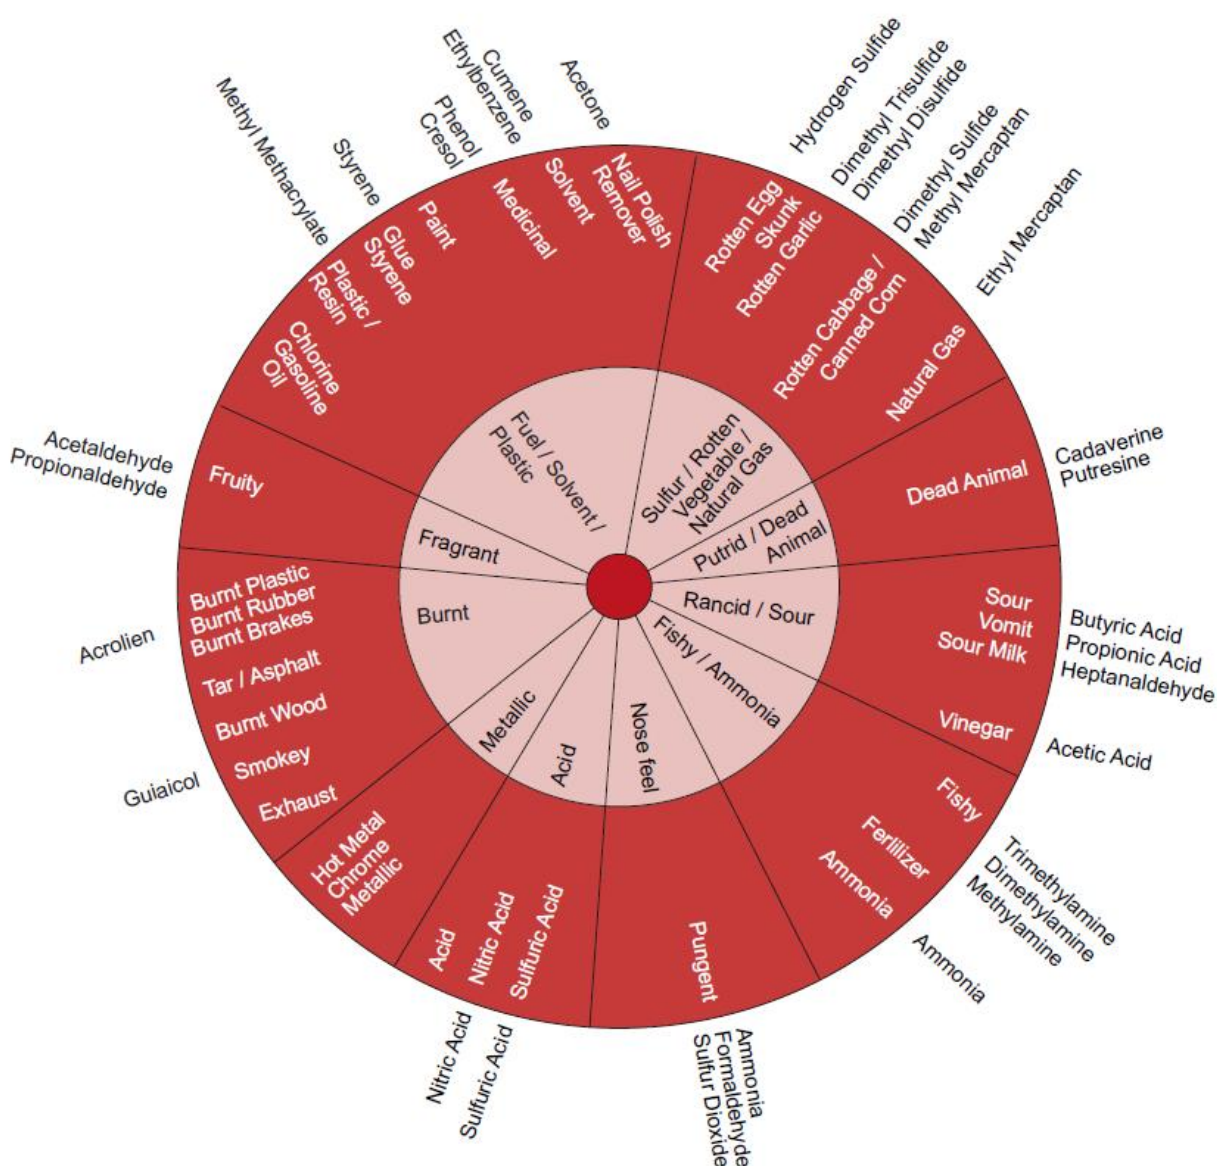 Acetone
Cumene
Ethylbenzene
Phenol
Cresol
Styrene
Methyl Methacrylate
Hydrogen Sulfide
Dimethyl Trisulfide
Dimethyl Disulfide
Dimethyl Sulfide
Methyl Mercaptan
Ethyl Mercaptan
Nail Polish
Remover
Solvent
Medicinal
Paint
Glue
Styrene
Plastic /
Resin
Chlorine
Gasoline
Oil
Rotten Egg
Skunk
Rotten Garlic
Rotten Cabbage /
Canned Corn
Natural Gas
Fuel / Solvent /
Plastic
Sulfur / Rotten
Vegetable /
Natural Gas
Acetaldehyde
Propionaldehyde
Fruity
Fragrant
Putrid / Dead
Animal
Dead Animal
Cadaverine
Putresine
Burnt Plastic
Burnt Rubber
Burnt Brakes
Tar / Asphalt
Burnt Wood
Smokey
Exhaust
Acrolien
Guiaicol
Burnt
Rancid / Sour
Sour
Vomit
Sour Milk
Vinegar
Butyric Acid
Propionic Acid
Heptanaldehyde
Acetic Acid
Metallic
Acid
Nose feel
Fishy / Ammonia
Fishy
Ferlilizer
Ammonia
Trimethylamine
Dimethylamine
Methylamine
Ammonia
Hot Metal
Chrome
Metallic
Acid
Nitric Acid
Sulfuric Acid
Pungent
Nitric Acid
Sulfuric Acid
Ammonia
Formaldehyde
Sulfur Dioxide